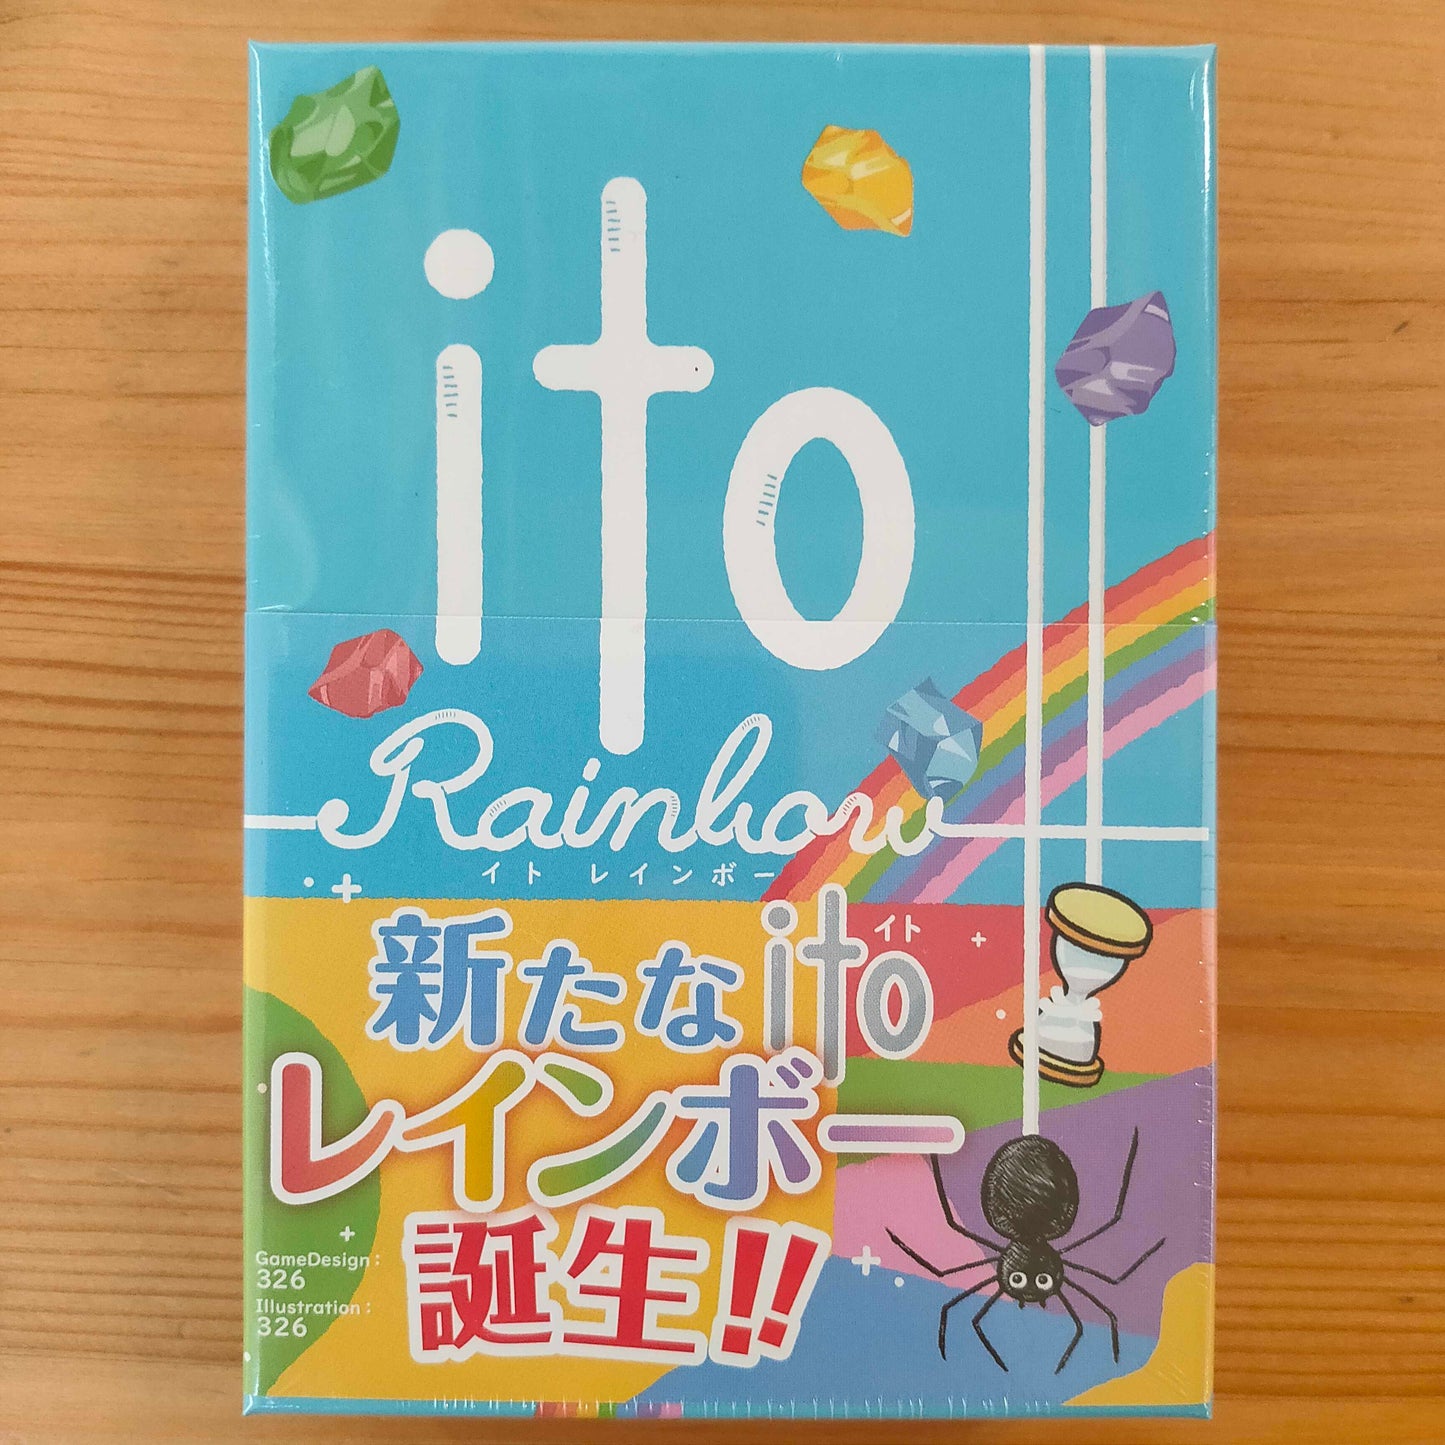 ito
Rainbow
イト レインボー
新たなito イト
レインボー
誕生!!
GameDesign:
326
Illustration:
326